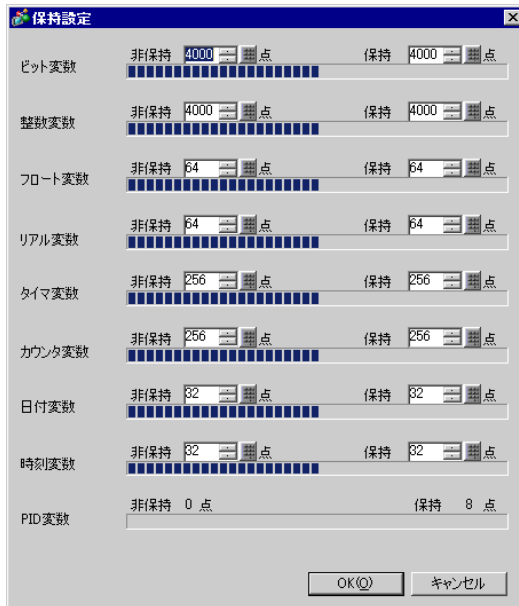 保持設定
ビット変数 非保持 4000 点 保持 4000 点
整数変数 非保持 4000 点 保持 4000 点
フロート変数 非保持 64 点 保持 64 点
リアル変数 非保持 64 点 保持 64 点
タイマ変数 非保持 256 点 保持 256 点
カウンタ変数 非保持 256 点 保持 256 点
日付変数 非保持 32 点 保持 32 点
時刻変数 非保持 32 点 保持 32 点
PID変数 非保持 0 点 保持 8 点
OK(O) キャンセル